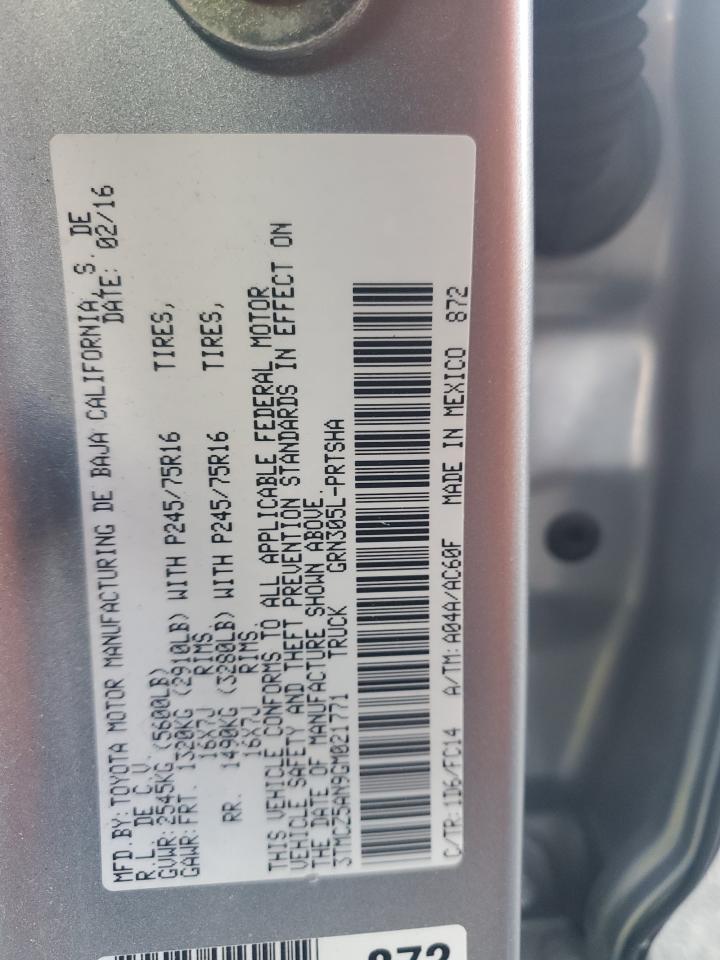 MFD.BY: TOYOTA MOTOR MANUFACTURING DE BAJA CALIFORNIA, S. DE
R.L. DE C.V. DATE: 02/16
GVWR: 2545KG (5600LB)
GAWR: FRT. 1320KG (2910LB) WITH P245/75R16 TIRES,
16X7J RIMS.
RR. 1490KG (3280LB) WITH P245/75R16 TIRES,
16X7J RIMS.
THIS VEHICLE CONFORMS TO ALL APPLICABLE FEDERAL MOTOR
VEHICLE SAFETY AND THEFT PREVENTION STANDARDS IN EFFECT ON
THE DATE OF MANUFACTURE SHOWN ABOVE.
3TMCZ5AN9GM021771 TRUCK GRN305L-PRTSHA
C/TR: 1D6/FC14 A/TM: A04A/AC60F MADE IN MEXICO 872
872